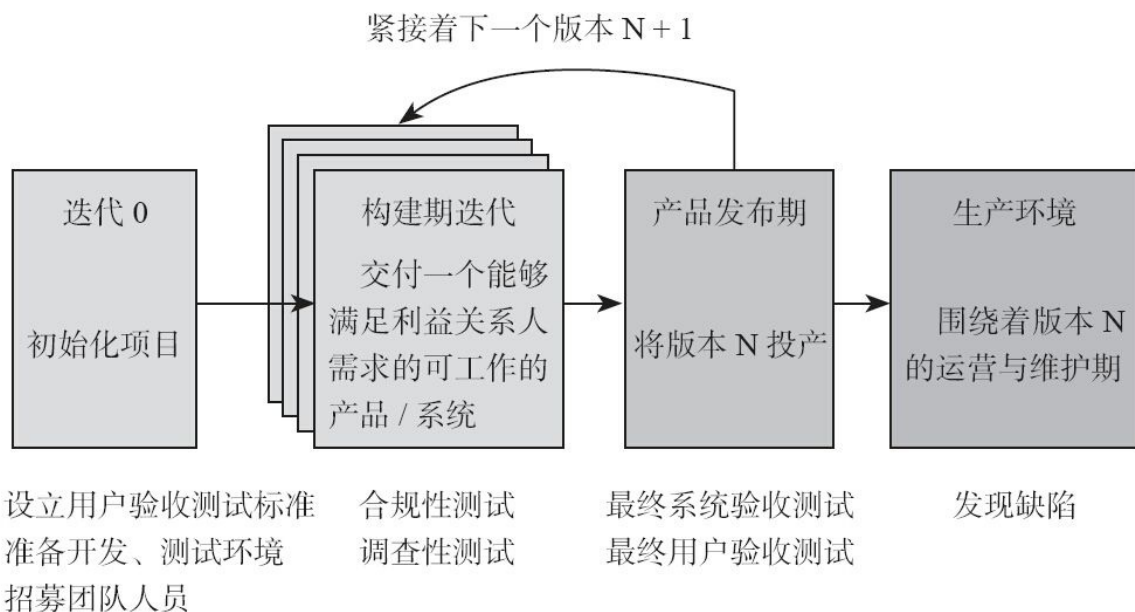 紧接着下一个版本 N + 1
迭代 0
初始化项目
构建期迭代
交付一个能够
满足利益关系人
需求的可工作的
产品 / 系统
产品发布期
将版本 N 投产
生产环境
围绕着版本 N
的运营与维护期
设立用户验收测试标准
准备开发、测试环境
招募团队人员
合规性测试
调查性测试
最终系统验收测试
最终用户验收测试
发现缺陷